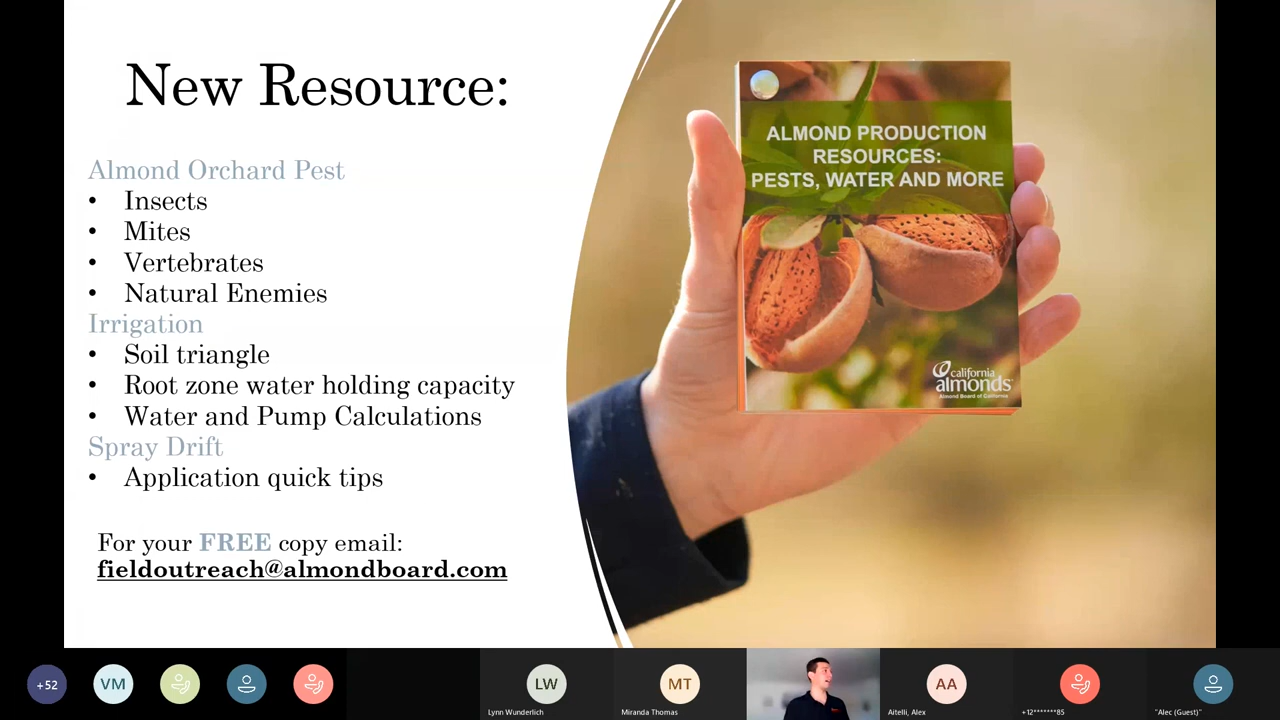 New Resource:
Almond Orchard Pest
• Insects
• Mites
• Vertebrates
• Natural Enemies
Irrigation
• Soil triangle
• Root zone water holding capacity
• Water and Pump Calculations
Spray Drift
• Application quick tips
For your FREE copy email:
fieldoutreach@almondboard.com
ALMOND PRODUCTION
RESOURCES:
PESTS, WATER AND MORE
california
almonds
Almond Board of California
+52
VM
LW
Lynn Wunderlich
MT
Miranda Thomas
AA
Aitelli, Alex
+12*******85
"Alec (Guest)"